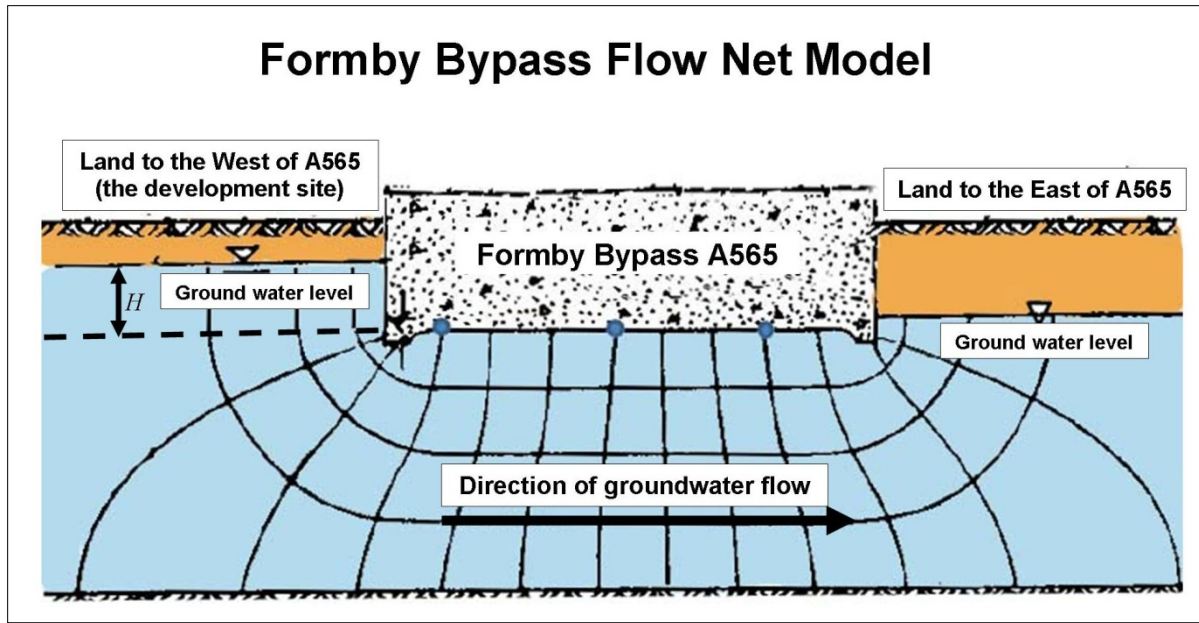 Formby Bypass Flow Net Model
Land to the West of A565
(the development site)
Land to the East of A565
Formby Bypass A565
H
Ground water level
Ground water level
Direction of groundwater flow